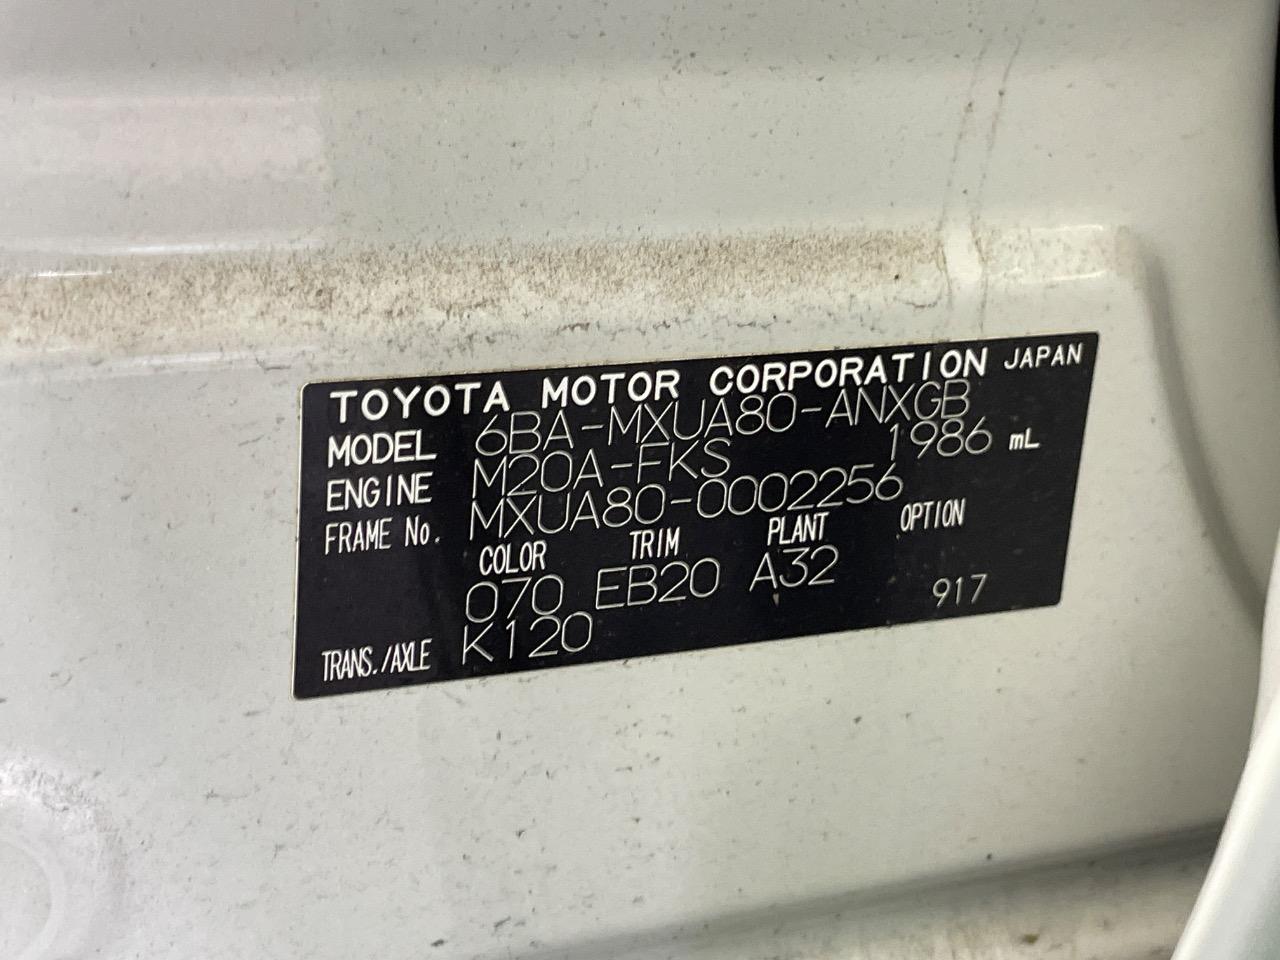 TOYOTA MOTOR CORPORATION JAPAN
MODEL 6BA-MXUA80-ANXGB
ENGINE M20A-FKS 1986 mL
FRAME No. MXUA80-0002256
COLOR TRIM PLANT OPTION
070 EB20 A32
TRANS./AXLE K120 917